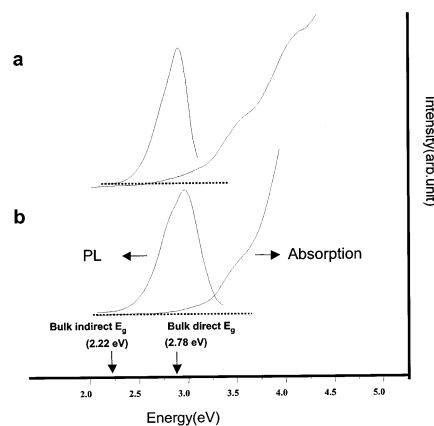 a
Intensity(arb.unit)
b
PL
Absorption
Bulk indirect Eg
(2.22 eV)
Bulk direct Eg
(2.78 eV)
2.0 2.5 3.0 3.5 4.0 4.5 5.0
Energy(eV)